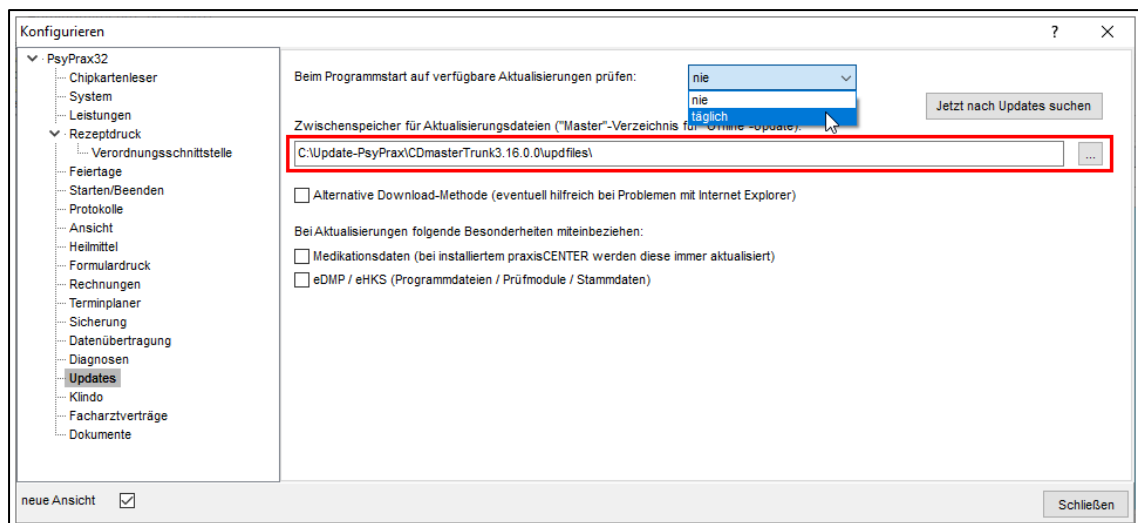 Konfigurieren
?
PsyPrax32
Chipkartenleser
System
Leistungen
Rezeptdruck
Verordnungsschnittstelle
Feiertage
Starten/Beenden
Protokolle
Ansicht
Heilmittel
Formulardruck
Rechnungen
Terminplaner
Sicherung
Datenübertragung
Diagnosen
Updates
Klindo
Facharztverträge
Dokumente
Beim Programmstart auf verfügbare Aktualisierungen prüfen: nie
nie
täglich
Jetzt nach Updates suchen
Zwischenspeicher für Aktualisierungsdateien ("Master"-Verzeichnis für "Offline"-Update):
C:\Update-PsyPrax\CDmasterTrunk3.16.0.0\updfiles\ ...
Alternative Download-Methode (eventuell hilfreich bei Problemen mit Internet Explorer)
Bei Aktualisierungen folgende Besonderheiten miteinbeziehen:
Medikationsdaten (bei installiertem praxisCENTER werden diese immer aktualisiert)
eDMP / eHKS (Programmdateien / Prüfmodule / Stammdaten)
neue Ansicht
Schließen